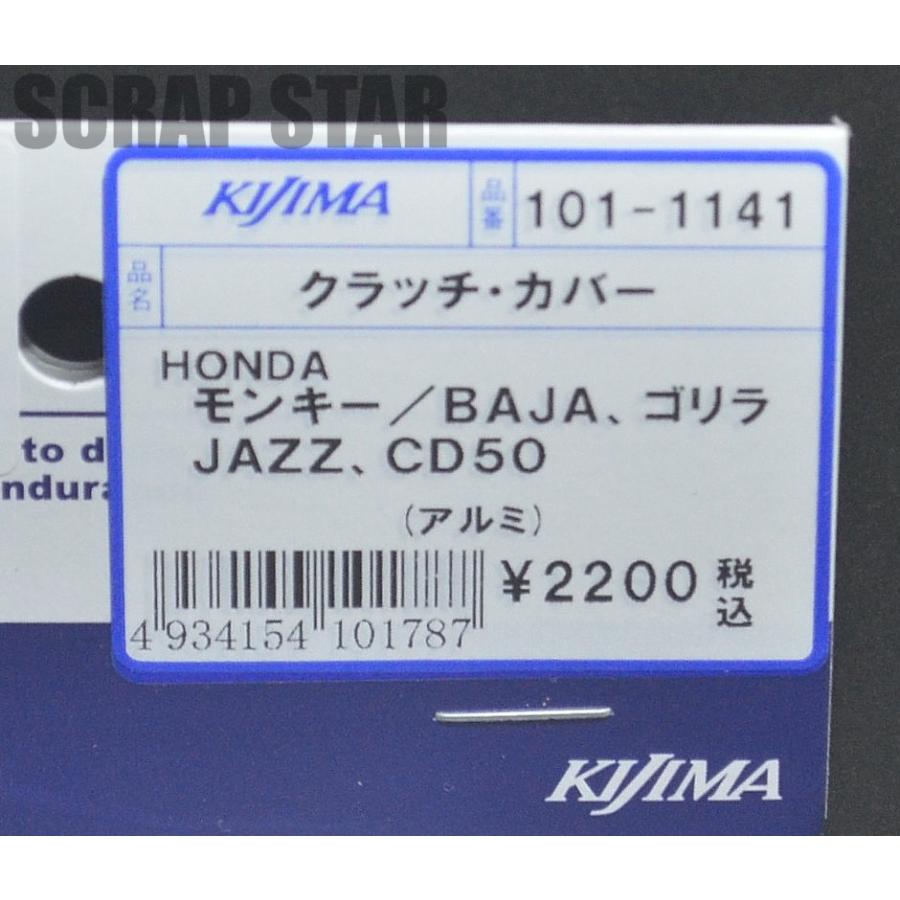 SCRAP STAR
KIJIMA 品番 101-1141
品名 クラッチ・カバー
HONDA
モンキー／BAJA、ゴリラ
JAZZ、CD50
(アルミ)
¥2200 税込
4 934154 101787
to d
ndura
KIJIMA